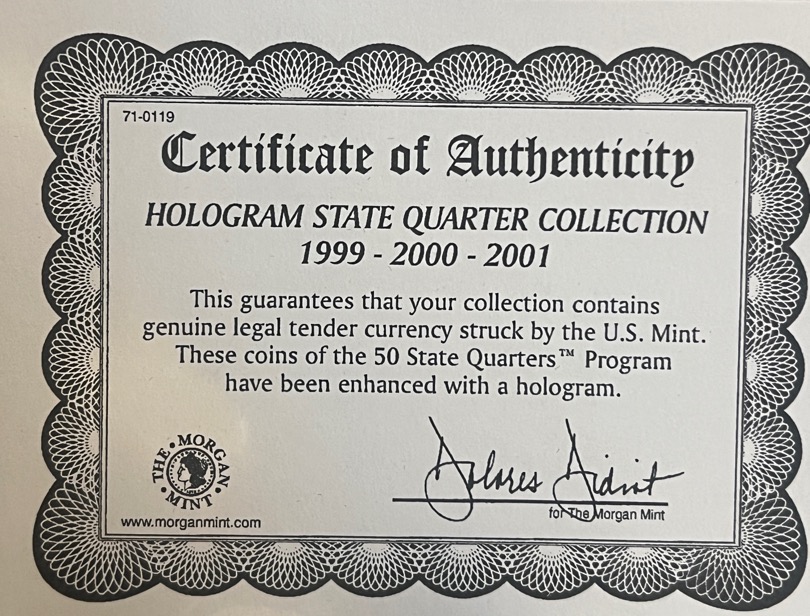 71-0119
Certificate of Authenticity
HOLOGRAM STATE QUARTER COLLECTION
1999 - 2000 - 2001
This guarantees that your collection contains
genuine legal tender currency struck by the U.S. Mint.
These coins of the 50 State Quarters™ Program
have been enhanced with a hologram.
THE • MORGAN • MINT •
Dolores
for The Morgan Mint
www.morganmint.com